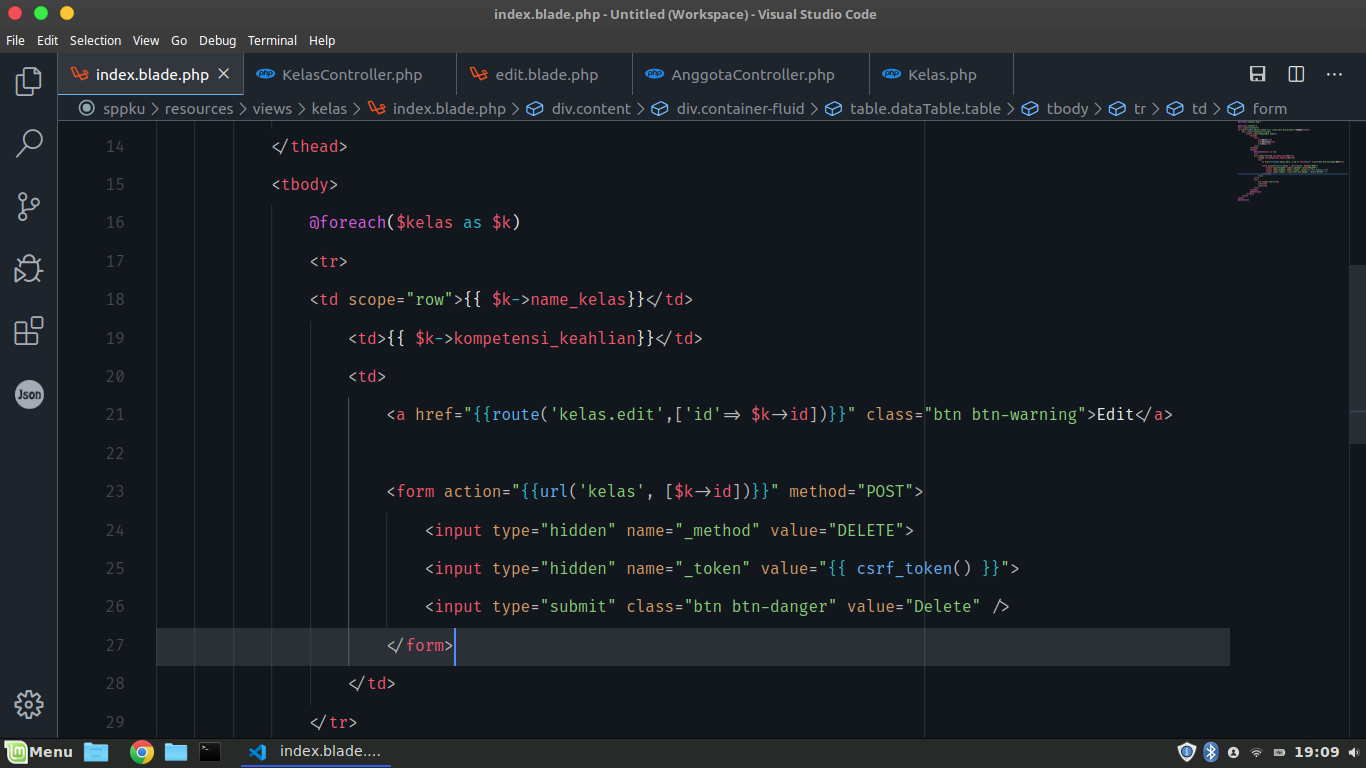 index.blade.php - Untitled (Workspace) - Visual Studio Code
File Edit Selection View Go Debug Terminal Help
index.blade.php KelasController.php edit.blade.php AnggotaController.php Kelas.php
sppku > resources > views > kelas > index.blade.php > div.content > div.container-fluid > table.dataTable.table > tbody > tr > td > form
14 </thead>
15 <tbody>
16 @foreach($kelas as $k)
17 <tr>
18 <td scope="row">{{ $k->name_kelas}}</td>
19 <td>{{ $k->kompetensi_keahlian}}</td>
20 <td>
21 <a href="{{route('kelas.edit',['id'=> $k->id])}}" class="btn btn-warning">Edit</a>
22
23 <form action="{{url('kelas', [$k->id])}}" method="POST">
24 <input type="hidden" name="_method" value="DELETE">
25 <input type="hidden" name="_token" value="{{ csrf_token() }}">
26 <input type="submit" class="btn btn-danger" value="Delete" />
27 </form>
28 </td>
29 </tr>
Json
Menu index.blade.... 19:09